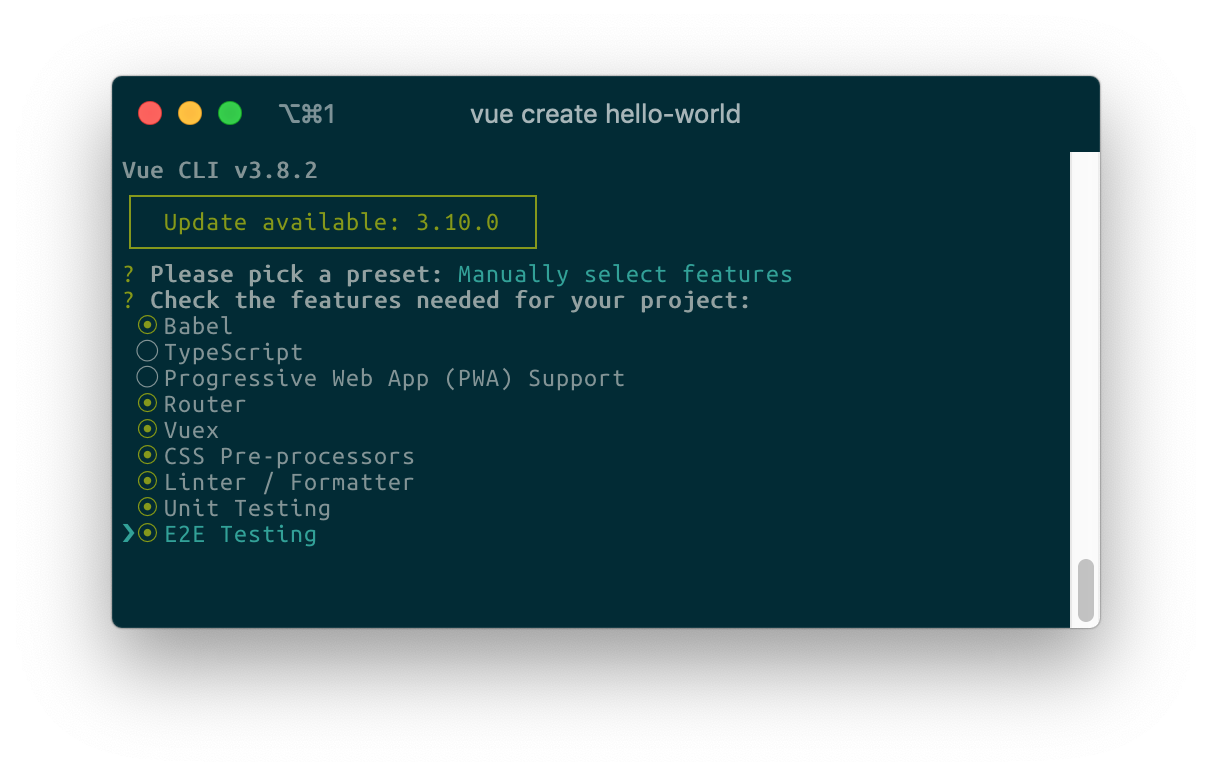 ⌥⌘1
vue create hello-world
Vue CLI v3.8.2
Update available: 3.10.0
? Please pick a preset: Manually select features
? Check the features needed for your project:
◉ Babel
◯ TypeScript
◯ Progressive Web App (PWA) Support
◉ Router
◉ Vuex
◉ CSS Pre-processors
◉ Linter / Formatter
◉ Unit Testing
❯◉ E2E Testing